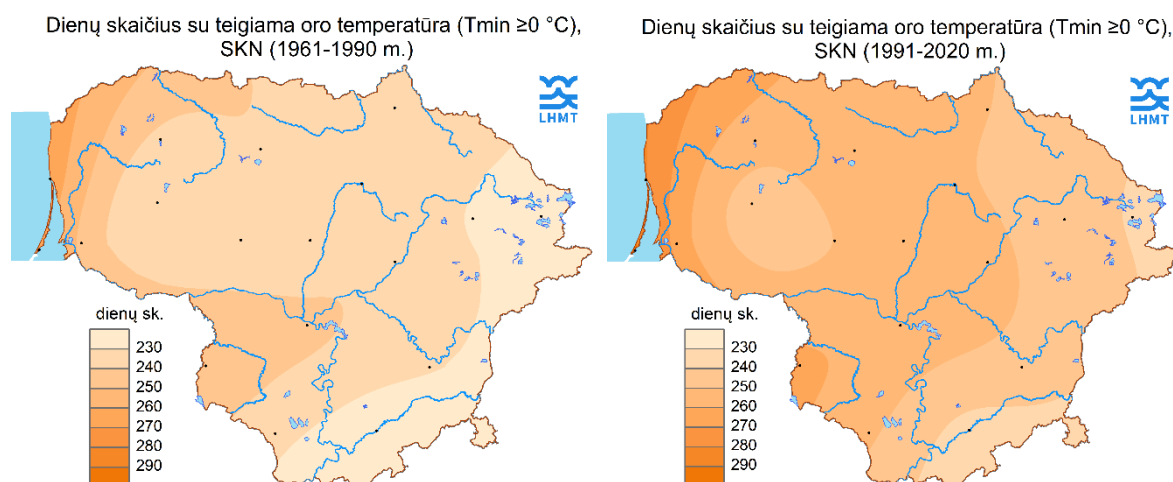 Dienų skaičius su teigiama oro temperatūra (Tmin ≥0 °C),
SKN (1961-1990 m.)
LHMT
dienų sk.
230
240
250
260
270
280
290
Dienų skaičius su teigiama oro temperatūra (Tmin ≥0 °C),
SKN (1991-2020 m.)
LHMT
dienų sk.
230
240
250
260
270
280
290